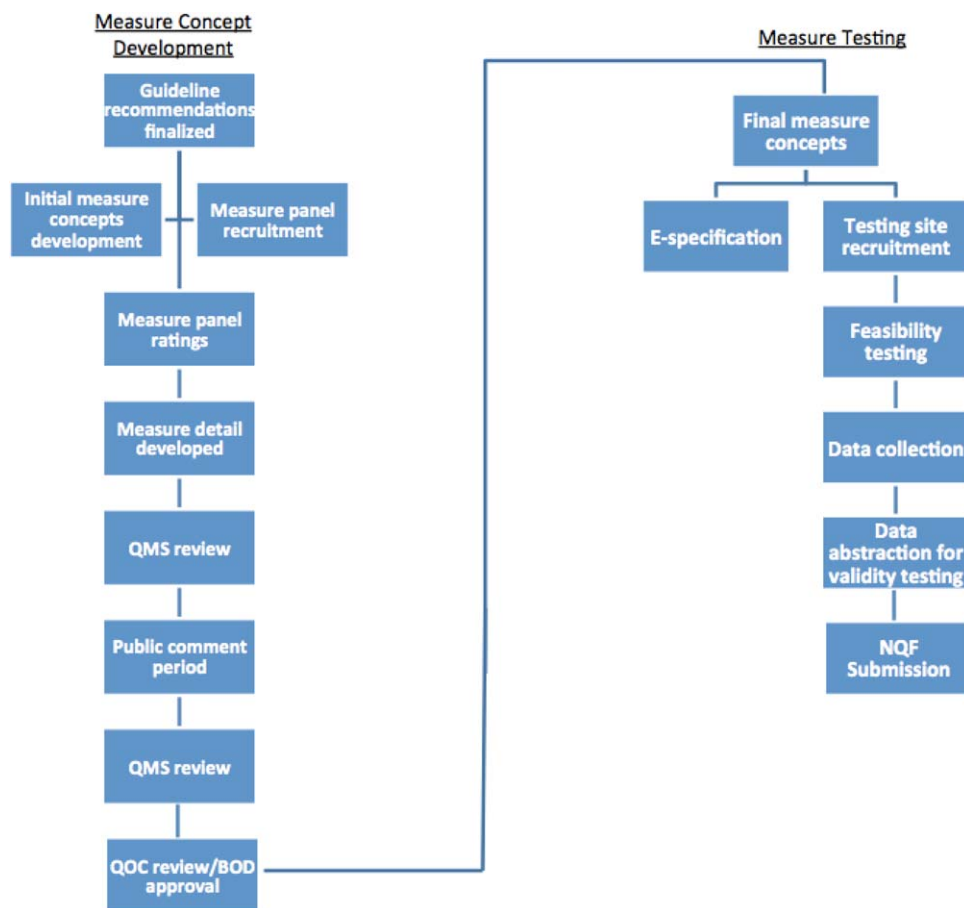 Measure Concept
Development
Guideline
recommendations
finalized
Initial measure
concepts
development
Measure panel
recruitment
Measure panel
ratings
Measure detail
developed
QMS review
Public comment
period
QMS review
QOC review/BOD
approval
Measure Testing
Final measure
concepts
E-specification
Testing site
recruitment
Feasibility
testing
Data collection
Data
abstraction for
validity testing
NQF
Submission